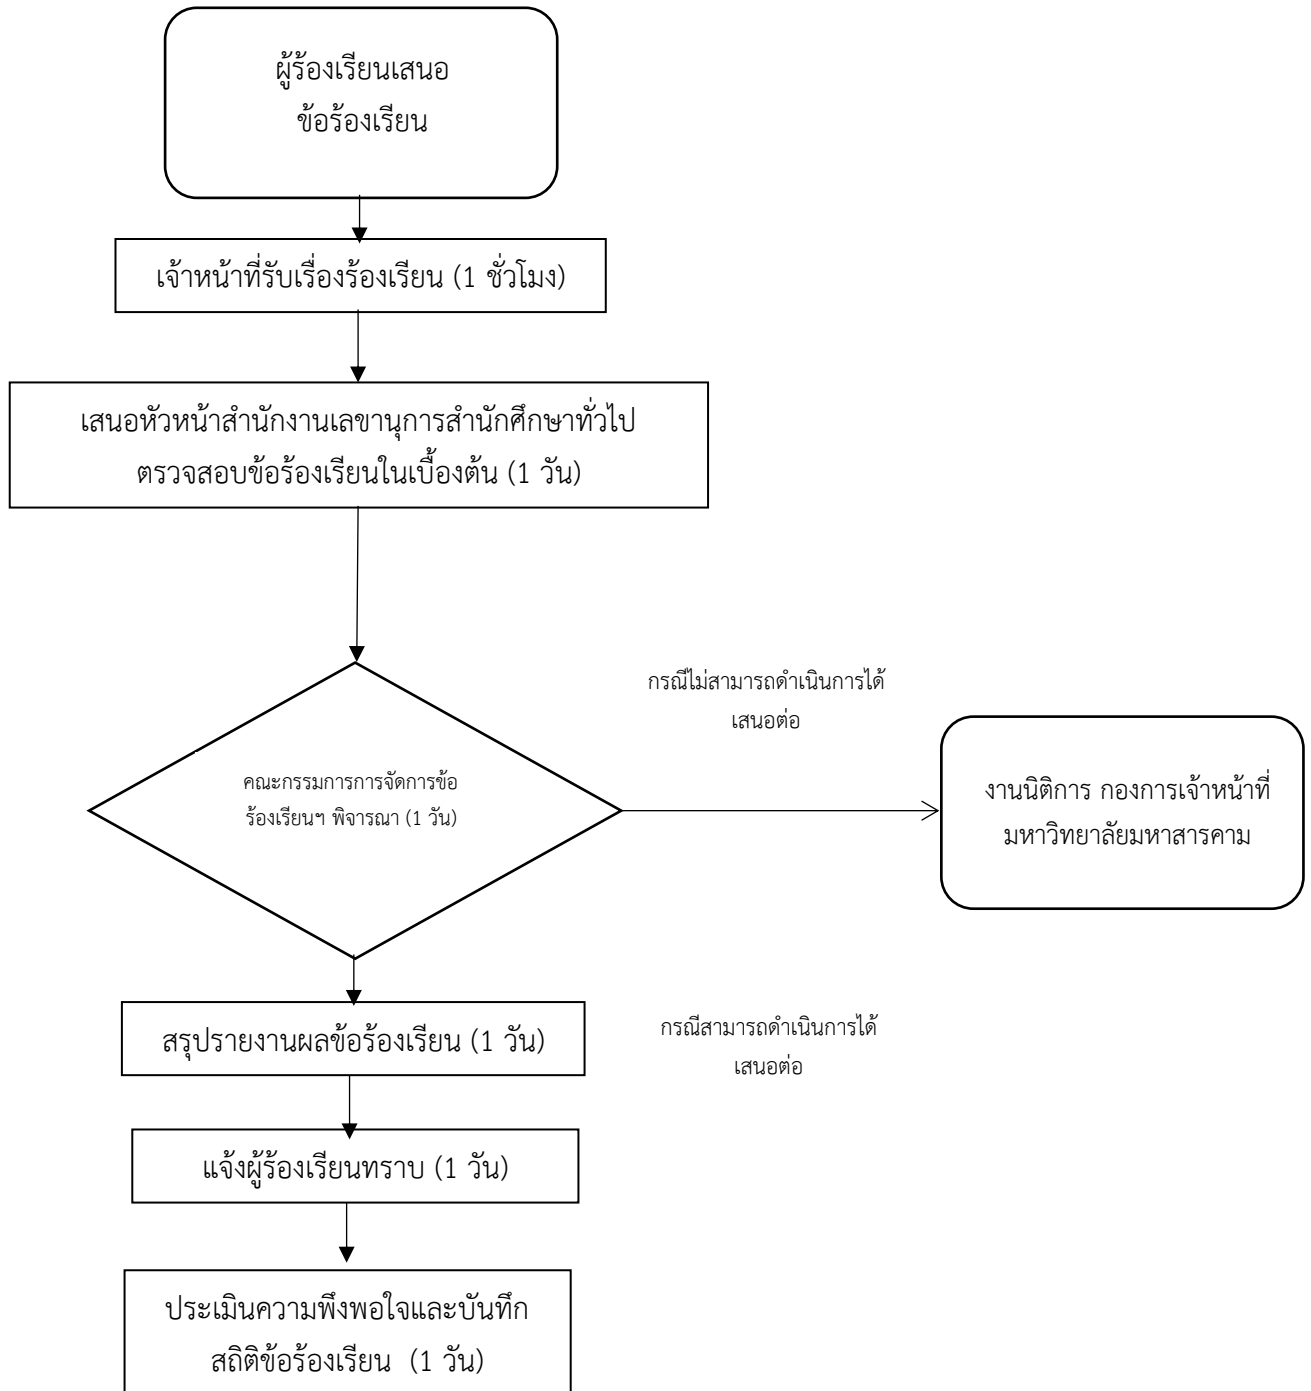 ผู้ร้องเรียนเสนอ
ข้อร้องเรียน
เจ้าหน้าที่รับเรื่องร้องเรียน (1 ชั่วโมง)
เสนอหัวหน้าสำนักงานเลขานุการสำนักศึกษาทั่วไป
ตรวจสอบข้อร้องเรียนในเบื้องต้น (1 วัน)
กรณีไม่สามารถดำเนินการได้
เสนอต่อ
คณะกรรมการการจัดการข้อ
ร้องเรียนฯ พิจารณา (1 วัน)
งานนิติการ กองการเจ้าหน้าที่
มหาวิทยาลัยมหาสารคาม
สรุปรายงานผลข้อร้องเรียน (1 วัน)
กรณีสามารถดำเนินการได้
เสนอต่อ
แจ้งผู้ร้องเรียนทราบ (1 วัน)
ประเมินความพึงพอใจและบันทึก
สถิติข้อร้องเรียน (1 วัน)